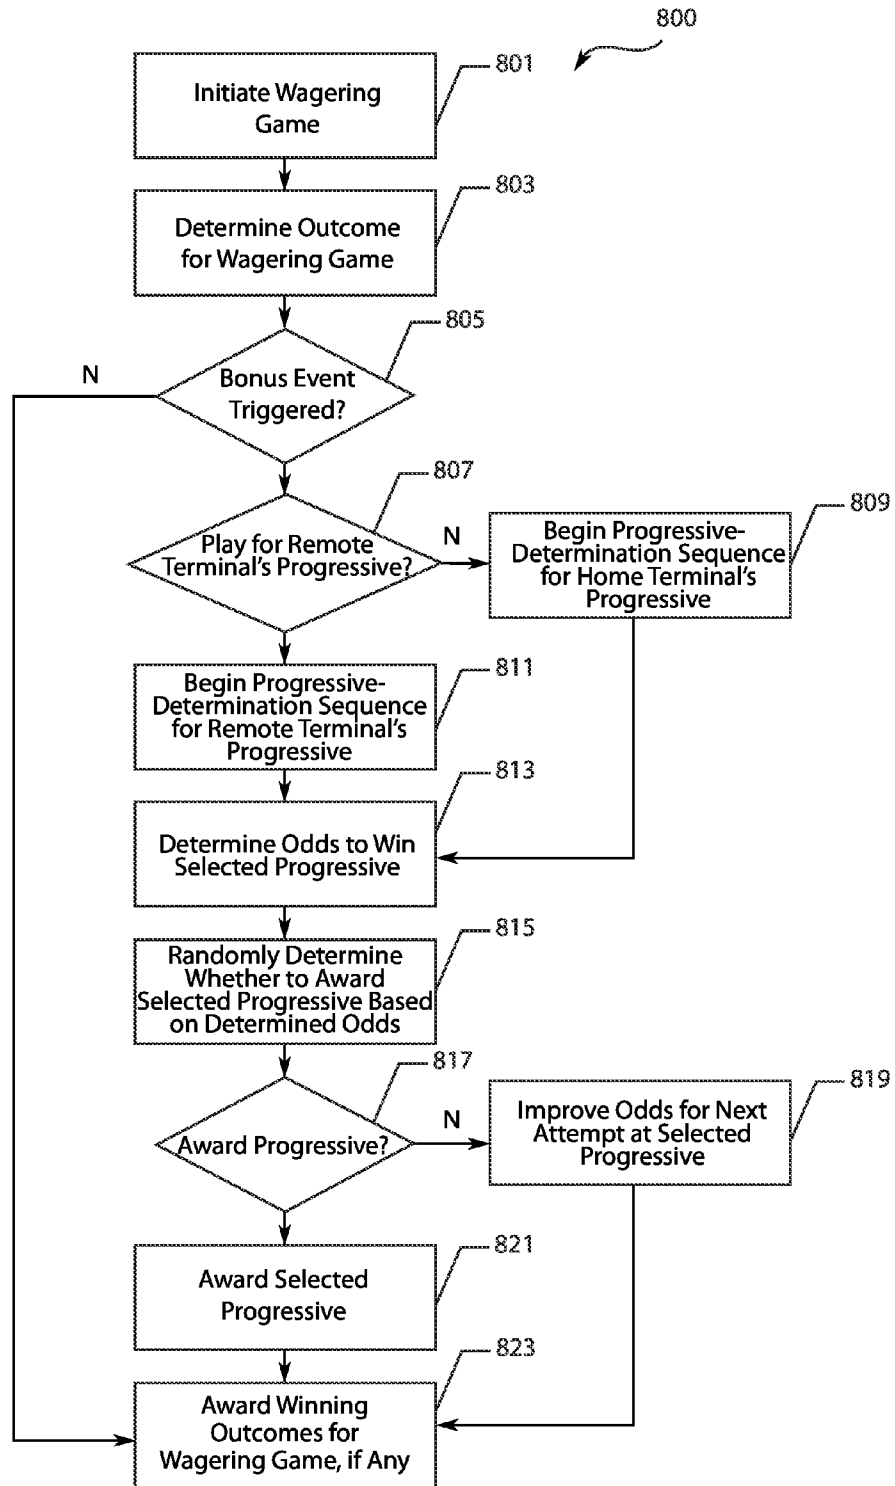 800
801
Initiate Wagering
Game
803
Determine Outcome
for Wagering Game
805
N
Bonus Event
Triggered?
807
Play for Remote
Terminal's Progressive?
N
809
Begin Progressive-
Determination Sequence
for Home Terminal's
Progressive
811
Begin Progressive-
Determination Sequence
for Remote Terminal's
Progressive
813
Determine Odds to Win
Selected Progressive
815
Randomly Determine
Whether to Award
Selected Progressive Based
on Determined Odds
817
Award Progressive?
N
819
Improve Odds for Next
Attempt at Selected
Progressive
821
Award Selected
Progressive
823
Award Winning
Outcomes for
Wagering Game, if Any